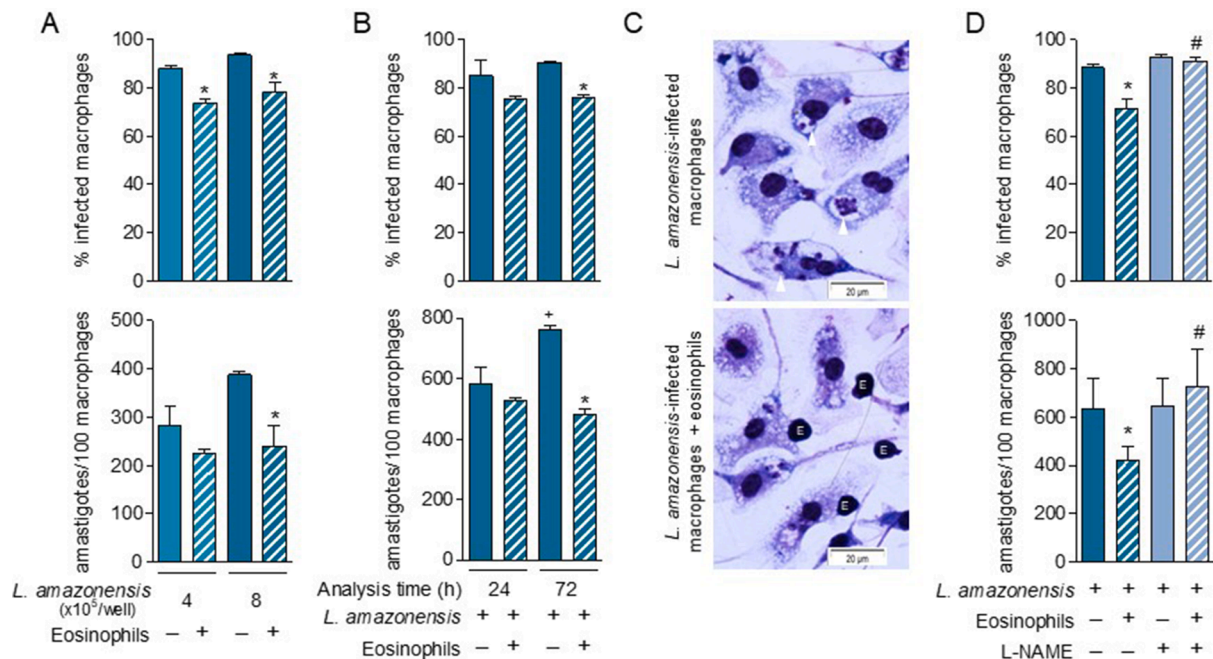 A
% infected macrophages
100
80
60
40
20
0
*
*
amastigotes/100 macrophages
500
400
300
200
100
0
*
L. amazonensis
(x10⁵/well)
4
8
Eosinophils
– + – +
B
% infected macrophages
100
80
60
40
20
0
*
amastigotes/100 macrophages
800
600
400
200
0
+
*
Analysis time (h)
24
72
L. amazonensis
+ + + +
Eosinophils
– + – +
C
L. amazonensis-infected
macrophages
20 µm
L. amazonensis-infected
macrophages + eosinophils
E
E
E
E
20 µm
D
% infected macrophages
100
80
60
40
20
0
*
#
amastigotes/100 macrophages
1000
800
600
400
200
0
*
#
L. amazonensis
+ + + +
Eosinophils
– + – +
L-NAME
– – + +